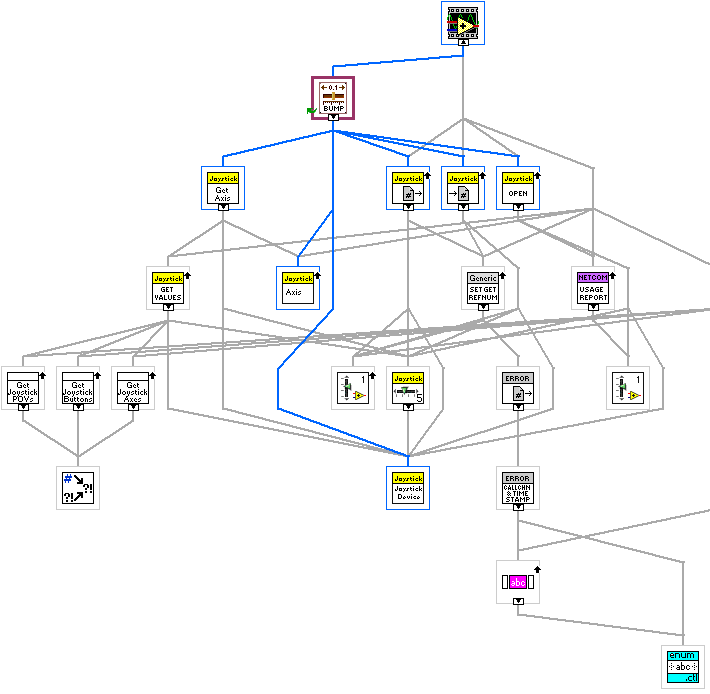 0.1
BUMP
Joystick
Get
Axis
Joystick
#
Joystick
#
Joystick
OPEN
Joystick
GET
VALUES
Joystick
Axis
Generic
SET GET
REFNUM
NETCOM
USAGE
REPORT
Get
Joystick
POVs
Get
Joystick
Buttons
Get
Joystick
Axes
1
Joystick
5
ERROR
#
1
#
?!
?!
Joystick
Joystick
Device
ERROR
CALLCHN
& TIME
STAMP
abc
enum
abc
.ctl